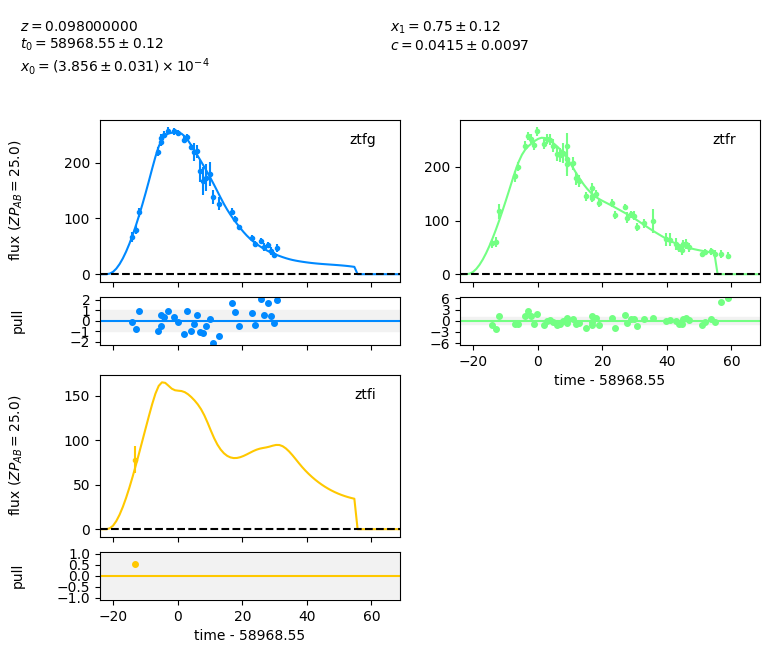 z = 0.098000000
t₀ = 58968.55 ± 0.12
x₀ = (3.856 ± 0.031) × 10⁻⁴
x₁ = 0.75 ± 0.12
c = 0.0415 ± 0.0097
flux (ZP_AB = 25.0)
200
100
0
ztfg
pull
2
1
0
−1
−2
200
100
0
ztfr
6
3
0
−3
−6
−20 0 20 40 60
time - 58968.55
flux (ZP_AB = 25.0)
150
100
50
0
ztfi
pull
1.0
0.5
0.0
−0.5
−1.0
−20 0 20 40 60
time - 58968.55